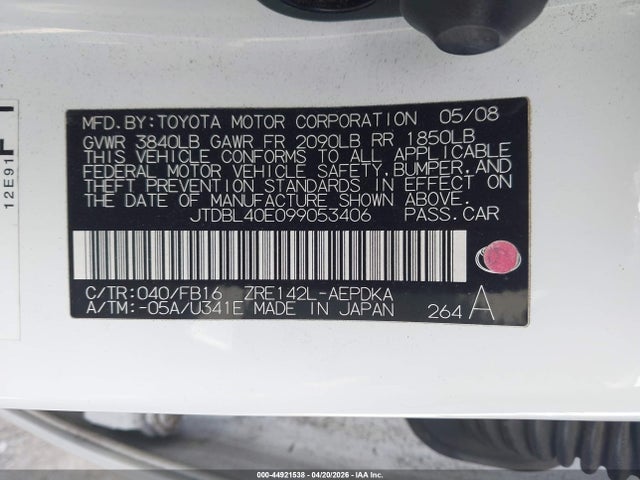 MFD.BY:TOYOTA MOTOR CORPORATION 05/08
GVWR 3840LB GAWR FR 2090LB RR 1850LB
THIS VEHICLE CONFORMS TO ALL APPLICABLE
FEDERAL MOTOR VEHICLE SAFETY,BUMPER,AND
THEFT PREVENTION STANDARDS IN EFFECT ON
THE DATE OF MANUFACTURE SHOWN ABOVE.
JTDBL40E099053406 PASS.CAR
C/TR:040/FB16 ZRE142L-AEPDKA
A/TM:-05A/U341E MADE IN JAPAN 264 A
12E91
000-44921538 - 04/20/2026 - IAA Inc.